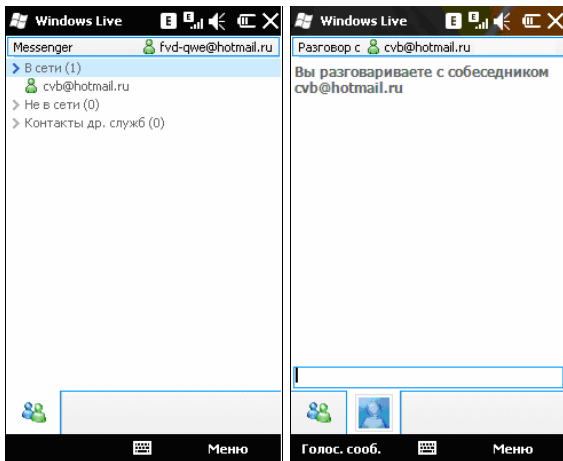 Windows Live
Messenger fvd-qwe@hotmail.ru
В сети (1)
cvb@hotmail.ru
Не в сети (0)
Контакты др. служб (0)
Меню
Windows Live
Разговор с cvb@hotmail.ru
Вы разговариваете с собеседником
cvb@hotmail.ru
Голос. сооб. Меню